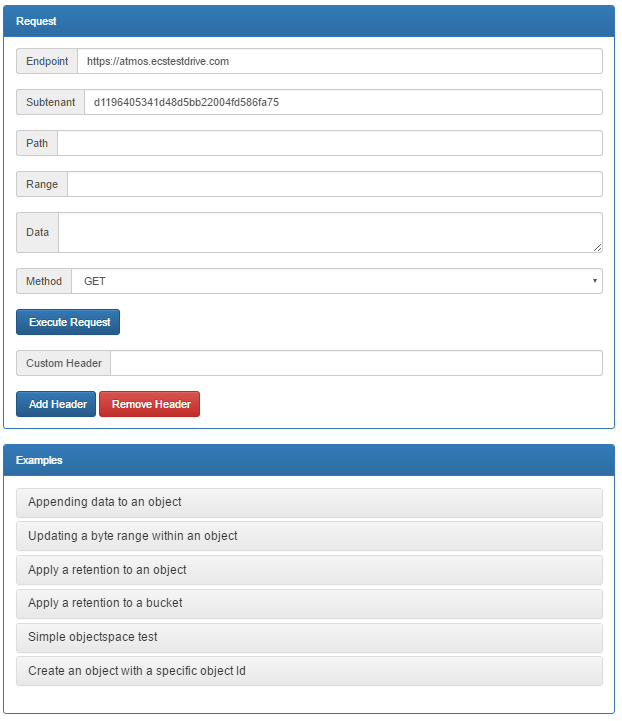 Request
Endpoint https://atmos.ecstestdrive.com
Subtenant d1196405341d48d5bb22004fd586fa75
Path
Range
Data
Method GET
Execute Request
Custom Header
Add Header Remove Header
Examples
Appending data to an object
Updating a byte range within an object
Apply a retention to an object
Apply a retention to a bucket
Simple objectspace test
Create an object with a specific object Id